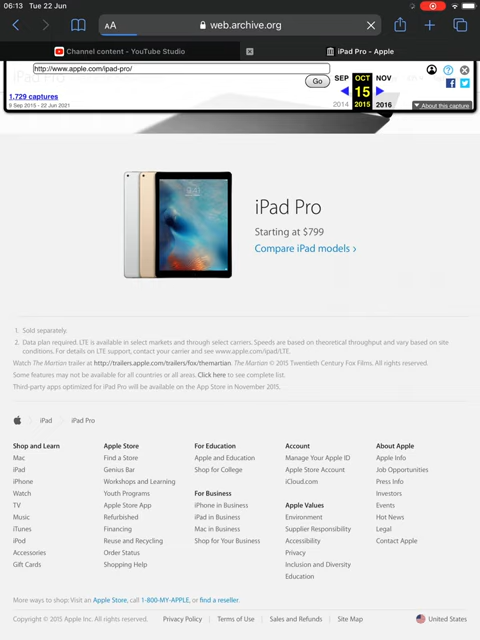 06:13 Tue 22 Jun
AA web.archive.org
Channel content - YouTube Studio
iPad Pro - Apple
http://www.apple.com/ipad-pro/
Go
SEP OCT NOV
15
2014 2015 2016
1,729 captures
9 Sep 2015 - 22 Jun 2021
About this capture
iPad Pro
Starting at $799
Compare iPad models >
1. Sold separately.
2. Data plan required. LTE is available in select markets and through select carriers. Speeds are based on theoretical throughput and vary based on site
conditions. For details on LTE support, contact your carrier and see www.apple.com/ipad/LTE.
Watch The Martian trailer at http://trailers.apple.com/trailers/fox/themartian. The Martian © 2015 Twentieth Century Fox Films. All rights reserved.
Some features may not be available for all countries or all areas. Click here to see complete list.
Third-party apps optimized for iPad Pro will be available on the App Store in November 2015.
iPad iPad Pro
Shop and Learn
Mac
iPad
iPhone
Watch
TV
Music
iTunes
iPod
Accessories
Gift Cards
Apple Store
Find a Store
Genius Bar
Workshops and Learning
Youth Programs
Apple Store App
Refurbished
Financing
Reuse and Recycling
Order Status
Shopping Help
For Education
Apple and Education
Shop for College
For Business
iPhone in Business
iPad in Business
Mac in Business
Shop for Your Business
Account
Manage Your Apple ID
Apple Store Account
iCloud.com
Apple Values
Environment
Supplier Responsibility
Accessibility
Privacy
Inclusion and Diversity
Education
About Apple
Apple Info
Job Opportunities
Press Info
Investors
Events
Hot News
Legal
Contact Apple
More ways to shop: Visit an Apple Store, call 1-800-MY-APPLE, or find a reseller.
Copyright © 2015 Apple Inc. All rights reserved. Privacy Policy Terms of Use Sales and Refunds Site Map United States